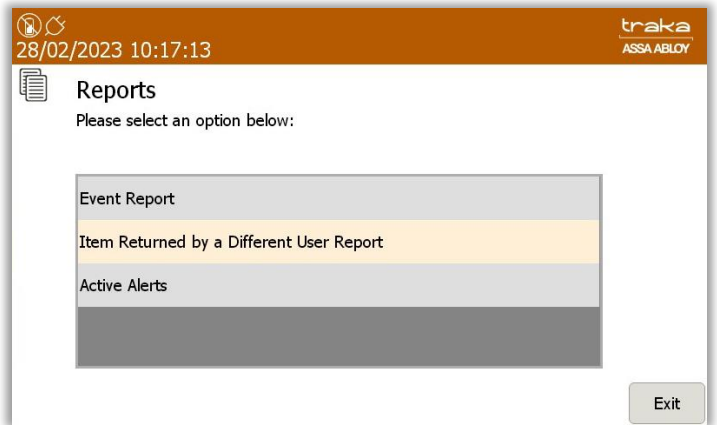 traka
28/02/2023 10:17:13
ASSA ABLOY
Reports
Please select an option below:
Event Report
Item Returned by a Different User Report
Active Alerts
Exit